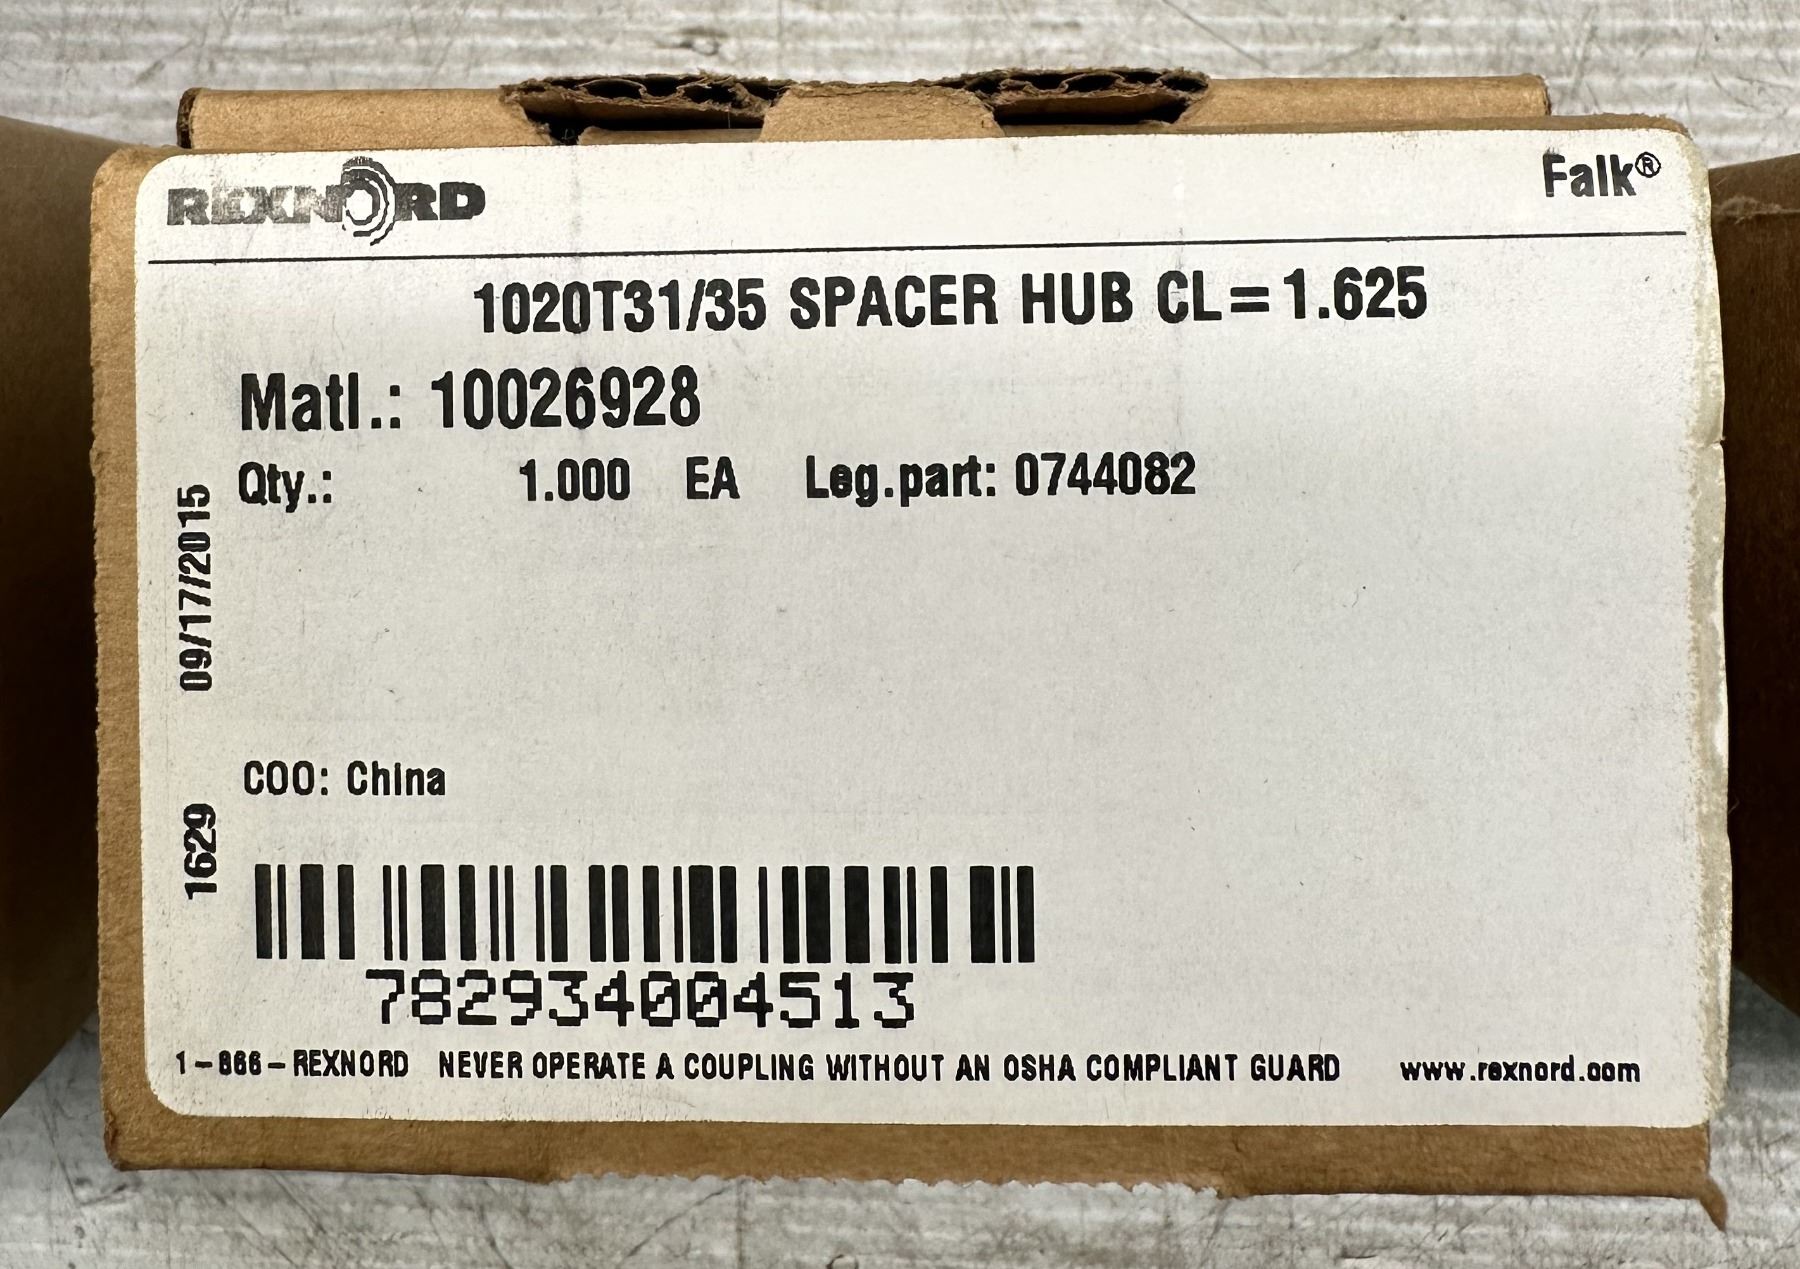 REXNORD
Falk®
1020T31/35 SPACER HUB CL=1.625
Matl.: 10026928
Qty.: 1.000 EA Leg.part: 0744082
09/17/2015
COO: China
1629
782934004513
1-866-REXNORD NEVER OPERATE A COUPLING WITHOUT AN OSHA COMPLIANT GUARD www.rexnord.com